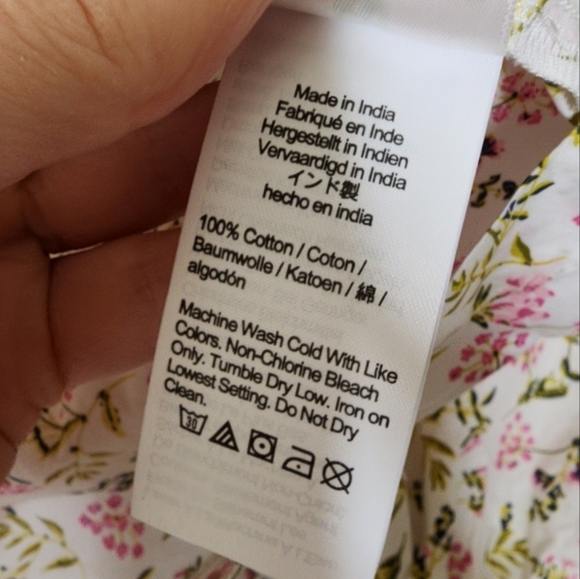 Made in India
Fabriqué en Inde
Hergestellt in Indien
Vervaardigd in India
インド製
hecho en india
100% Cotton / Coton /
Baumwolle / Katoen / 綿 /
algodón
Machine Wash Cold With Like
Colors. Non-Chlorine Bleach
Only. Tumble Dry Low. Iron on
Lowest Setting. Do Not Dry
Clean.
30